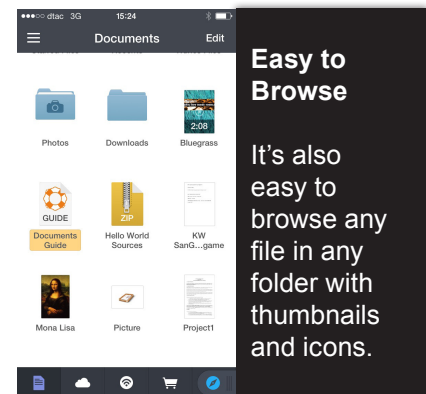 dtac 3G 15:24
Documents Edit
Photos Downloads Bluegrass
2:08
GUIDE ZIP
Documents Hello World KW
Guide Sources SanG...game
Mona Lisa Picture Project1
Easy to
Browse
It's also
easy to
browse any
file in any
folder with
thumbnails
and icons.